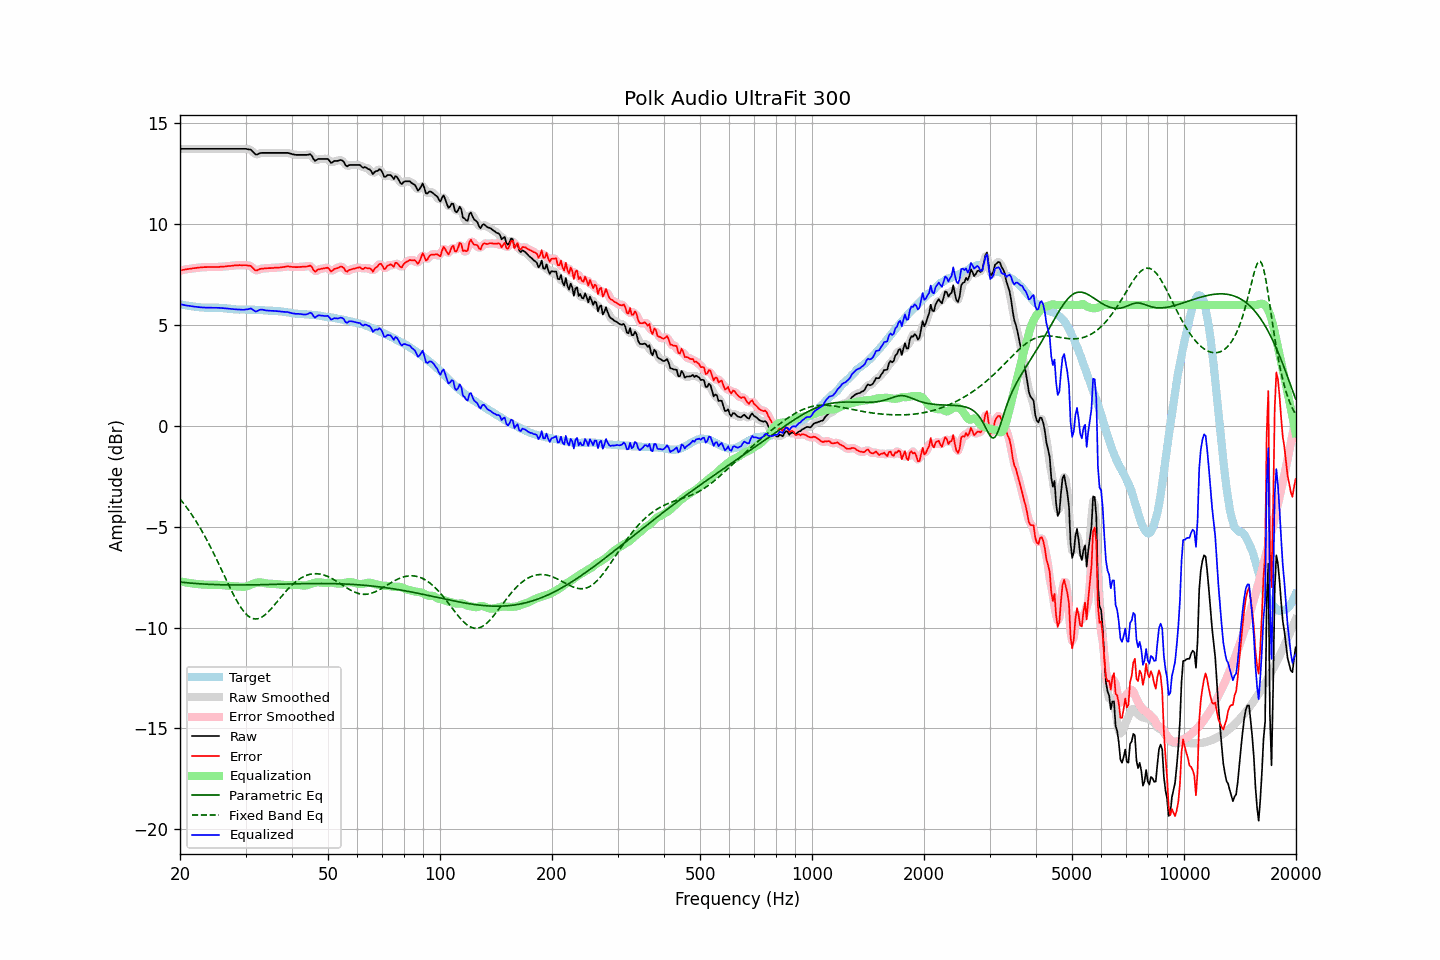 Polk Audio UltraFit 300
15
10
5
0
−5
−10
−15
−20
Amplitude (dBr)
Target
Raw Smoothed
Error Smoothed
Raw
Error
Equalization
Parametric Eq
Fixed Band Eq
Equalized
20 50 100 200 500 1000 2000 5000 10000 20000
Frequency (Hz)